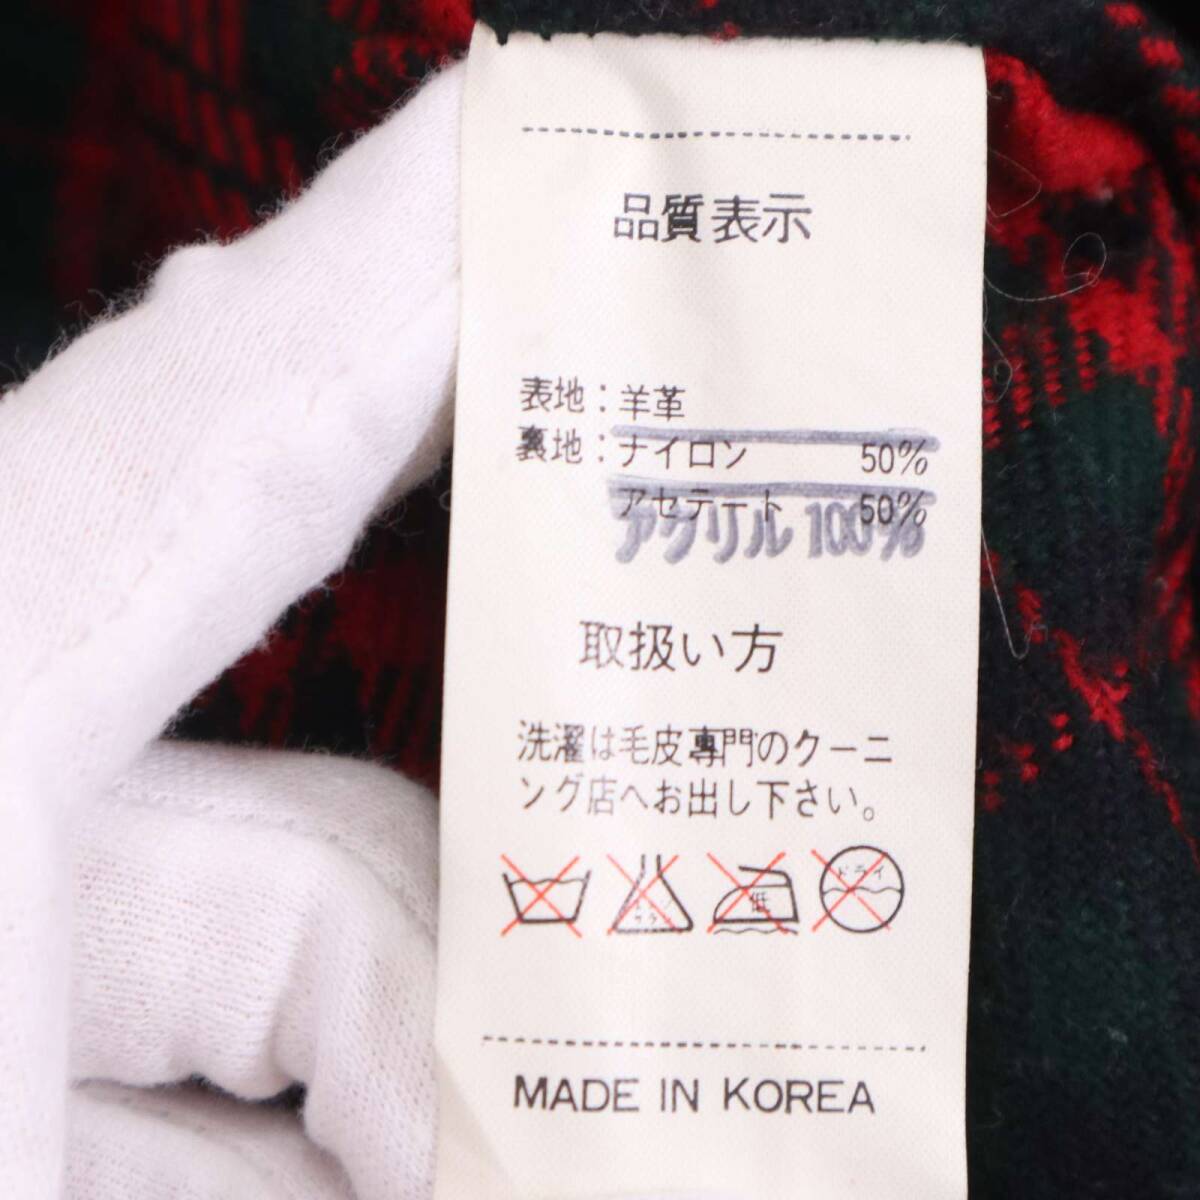 品質表示
表地：羊革
裏地：ナイロン 50%
アセテート 50%
アクリル 100%
取扱い方
洗濯は毛皮専門のクーニ
ング店へお出し下さい。
低
ドライ
MADE IN KOREA